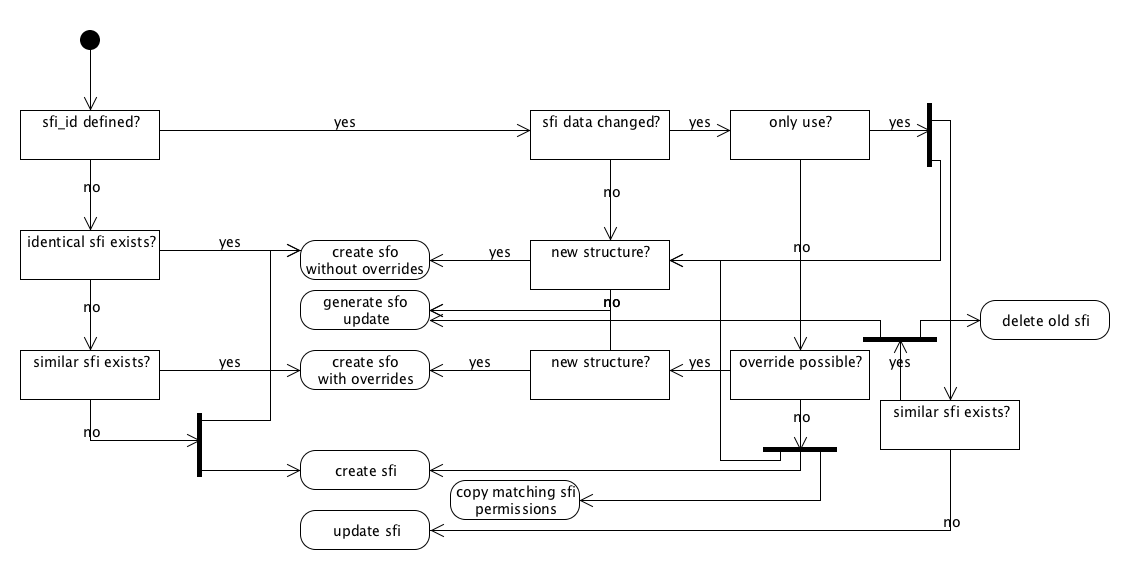 sfi_id defined?
yes
sfi data changed?
yes
only use?
yes
no
no
identical sfi exists?
yes
create sfo
without overrides
yes
new structure?
no
no
generate sfo
update
no
delete old sfi
similar sfi exists?
yes
create sfo
with overrides
yes
new structure?
yes
override possible?
yes
similar sfi exists?
no
no
create sfi
copy matching sfi
permissions
update sfi
no